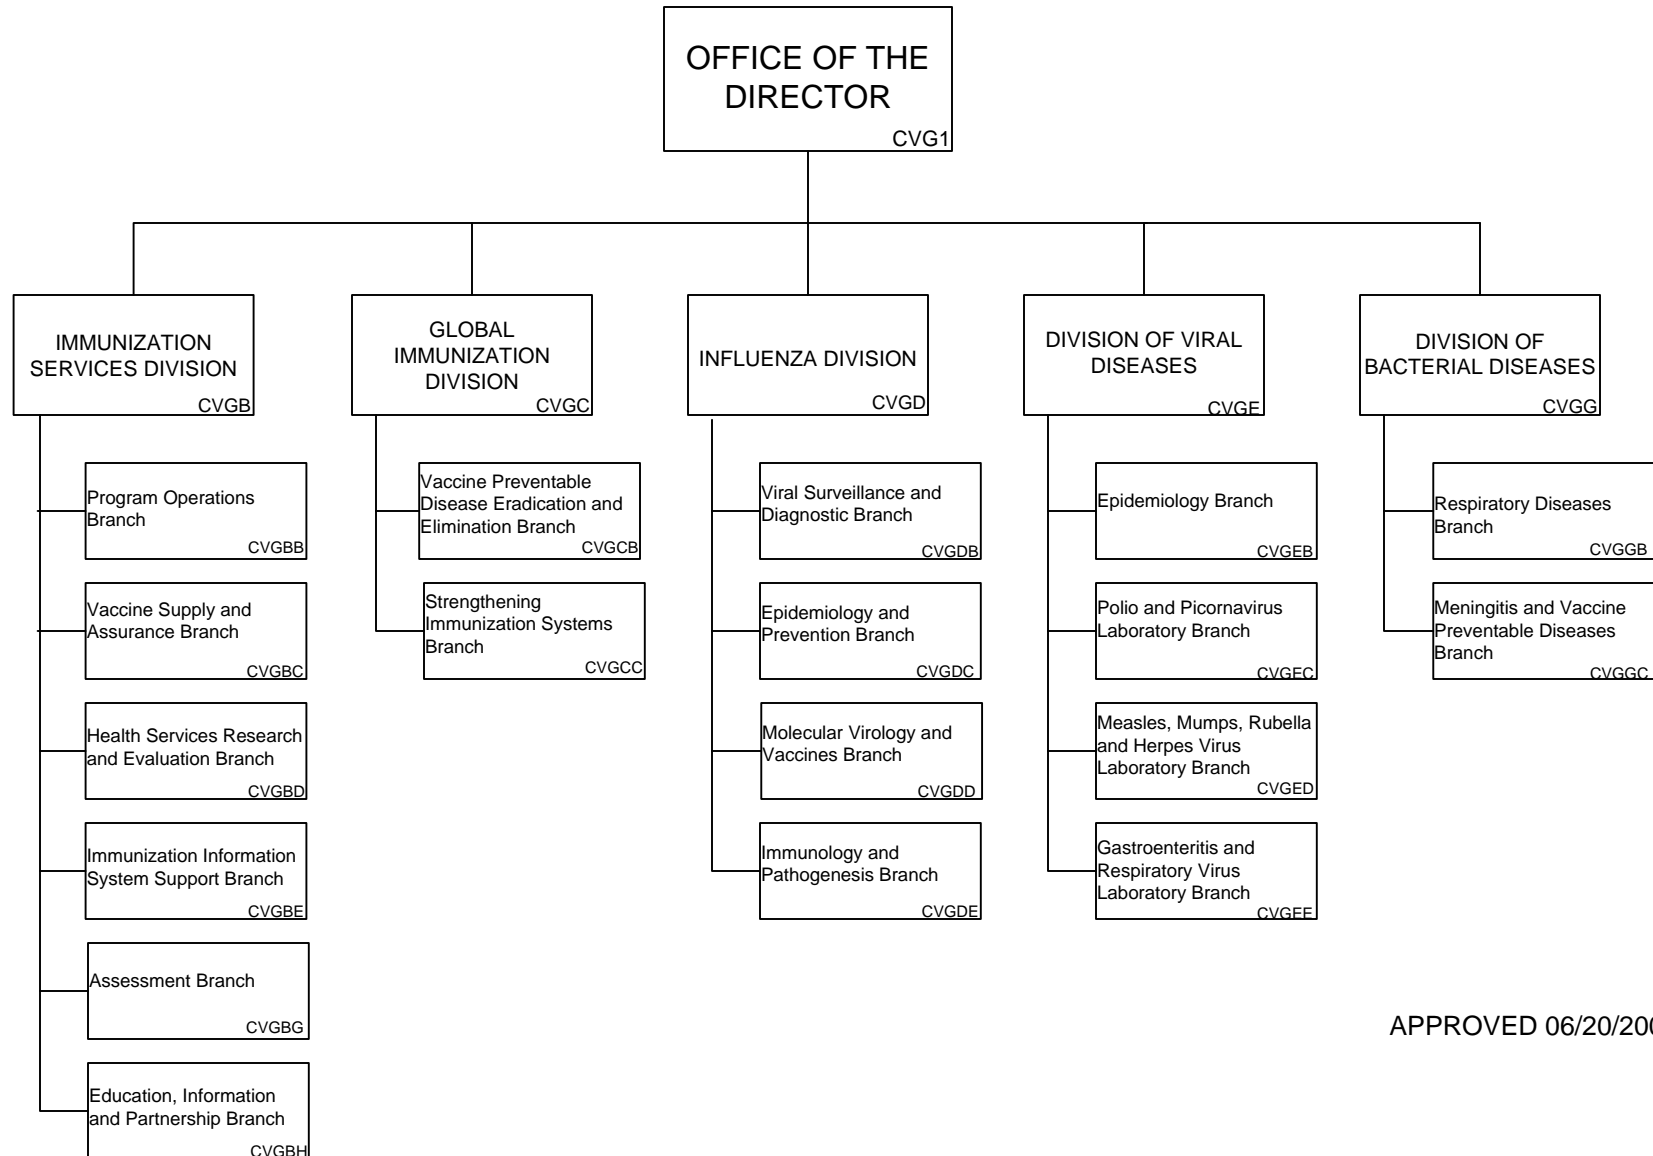 OFFICE OF THE
DIRECTOR
CVG1
IMMUNIZATION
SERVICES DIVISION
CVGB
Program Operations
Branch
CVGBB
Vaccine Supply and
Assurance Branch
CVGBC
Health Services Research
and Evaluation Branch
CVGBD
Immunization Information
System Support Branch
CVGBE
Assessment Branch
CVGBG
Education, Information
and Partnership Branch
CVGBH
GLOBAL
IMMUNIZATION
DIVISION
CVGC
Vaccine Preventable
Disease Eradication and
Elimination Branch
CVGCB
Strengthening
Immunization Systems
Branch
CVGCC
INFLUENZA DIVISION
CVGD
Viral Surveillance and
Diagnostic Branch
CVGDB
Epidemiology and
Prevention Branch
CVGDC
Molecular Virology and
Vaccines Branch
CVGDD
Immunology and
Pathogenesis Branch
CVGDE
DIVISION OF VIRAL
DISEASES
CVGE
Epidemiology Branch
CVGEB
Polio and Picornavirus
Laboratory Branch
CVGEC
Measles, Mumps, Rubella
and Herpes Virus
Laboratory Branch
CVGED
Gastroenteritis and
Respiratory Virus
Laboratory Branch
CVGEE
DIVISION OF
BACTERIAL DISEASES
CVGG
Respiratory Diseases
Branch
CVGGB
Meningitis and Vaccine
Preventable Diseases
Branch
CVGGC
APPROVED